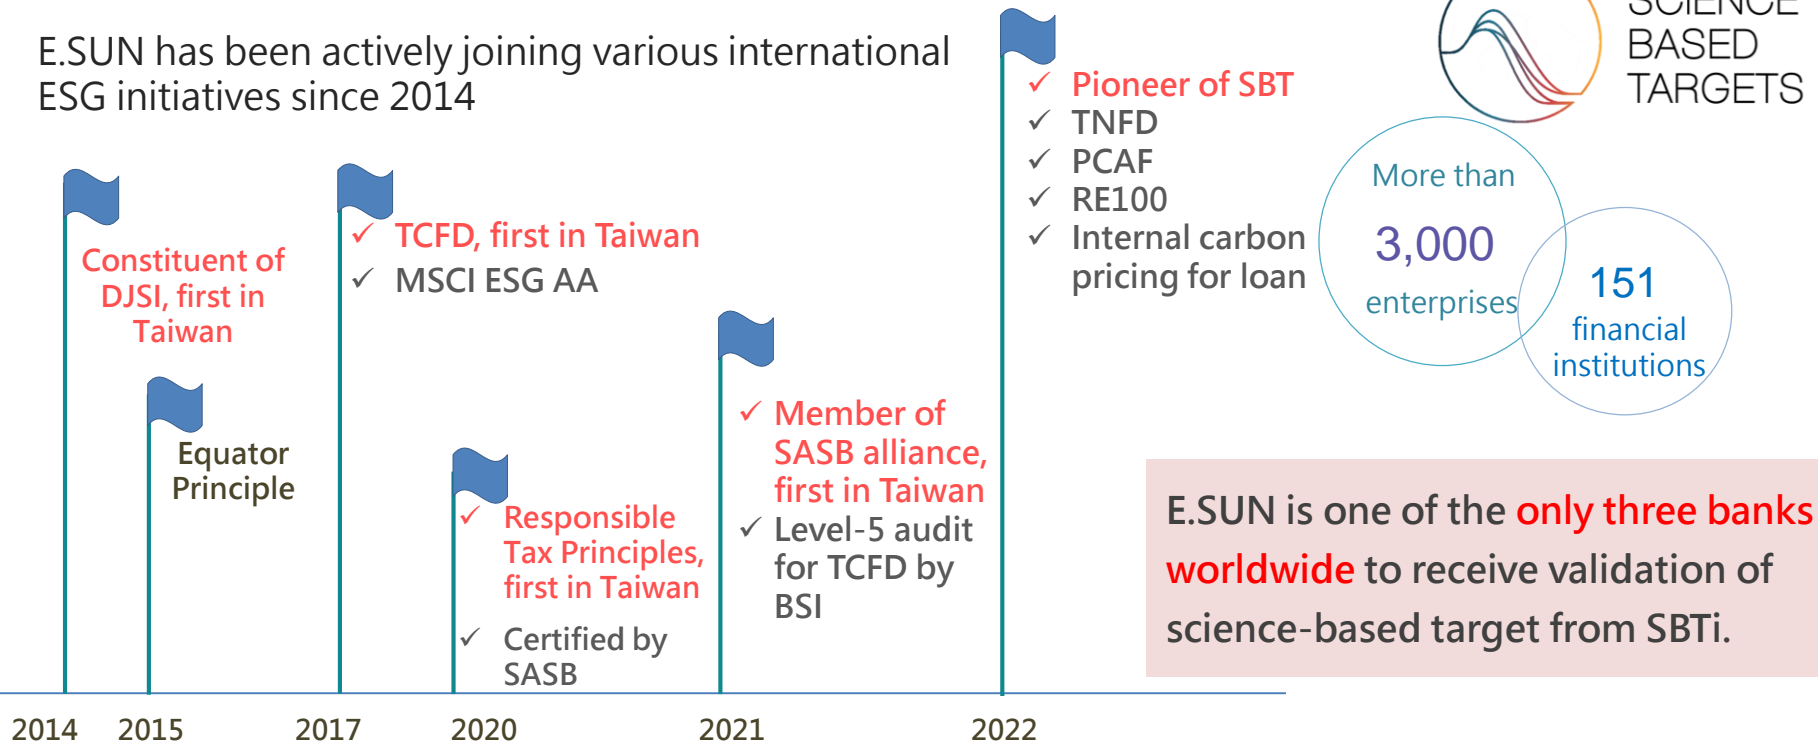 E.SUN has been actively joining various international
ESG initiatives since 2014
SCIENCE
BASED
TARGETS
Constituent of
DJSI, first in
Taiwan
Equator
Principle
✓ TCFD, first in Taiwan
✓ MSCI ESG AA
✓ Responsible
Tax Principles,
first in Taiwan
✓ Certified by
SASB
✓ Member of
SASB alliance,
first in Taiwan
✓ Level-5 audit
for TCFD by
BSI
✓ Pioneer of SBT
✓ TNFD
✓ PCAF
✓ RE100
✓ Internal carbon
pricing for loan
More than
3,000
enterprises
151
financial
institutions
E.SUN is one of the only three banks
worldwide to receive validation of
science-based target from SBTi.
2014 2015 2017 2020 2021 2022